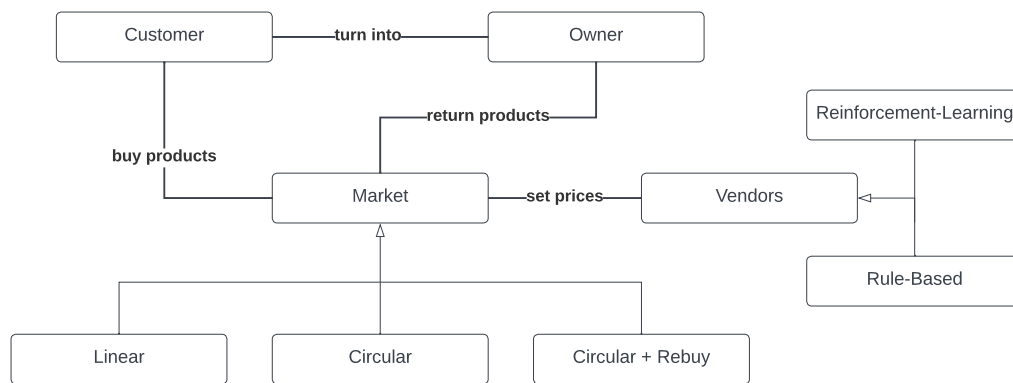 Customer
turn into
Owner
return products
Reinforcement-Learning
buy products
Market
set prices
Vendors
Rule-Based
Linear
Circular
Circular + Rebuy